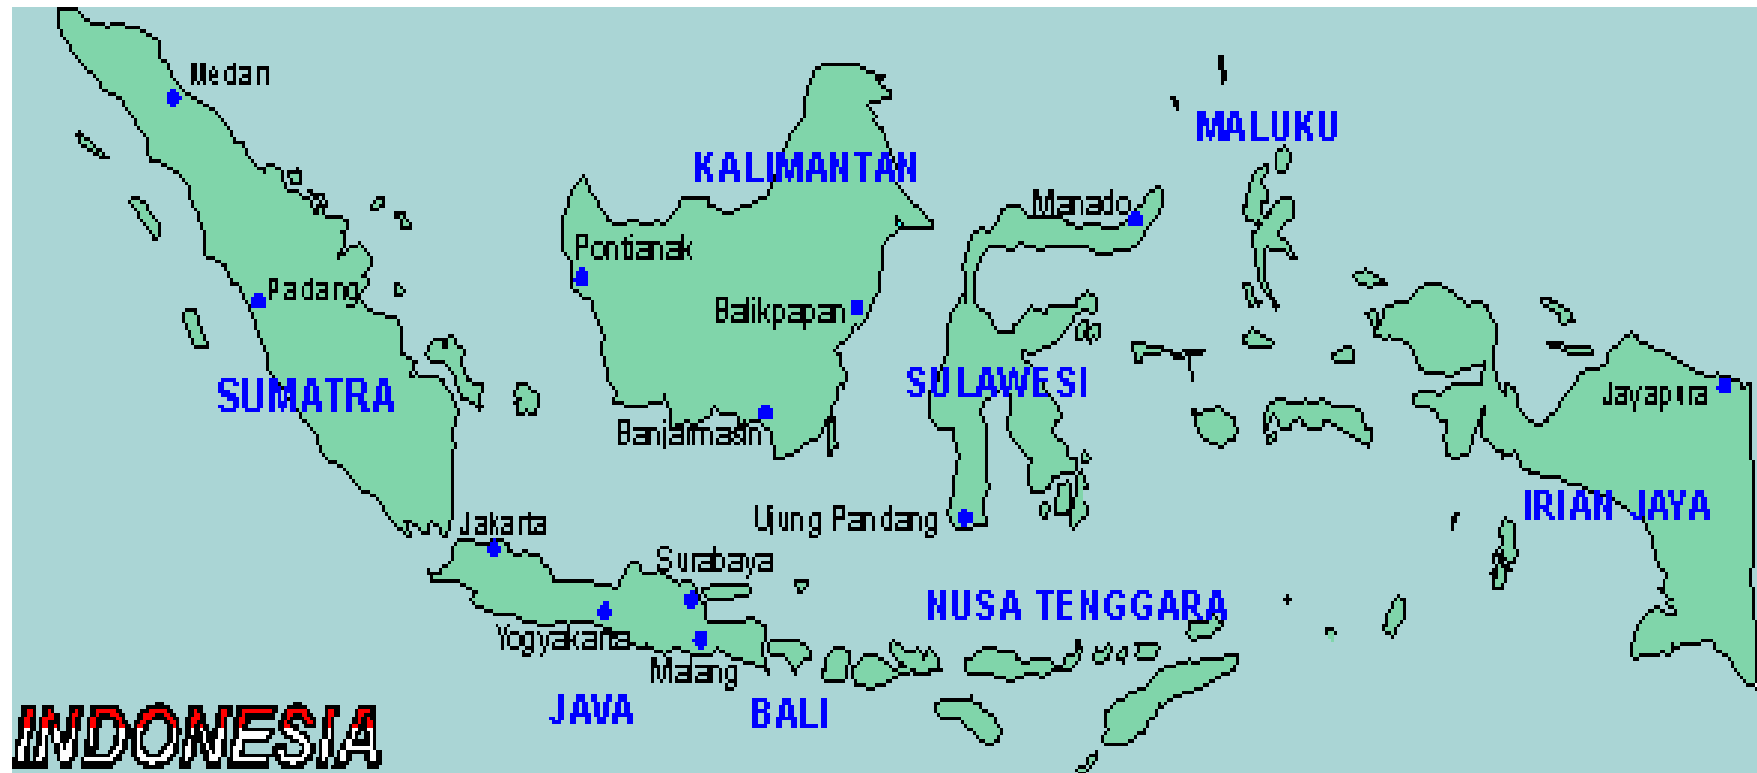 Medan
MALUKU
KALIMANTAN
Manado
Pontianak
Padang
Balikpapan
SULAWESI
SUMATRA
Jayapura
Banjarmasin
IRIAN JAYA
Ujung Pandang
Jakarta
Surabaya
NUSA TENGGARA
Yogyakarta
Malang
JAVA
BALI
INDONESIA